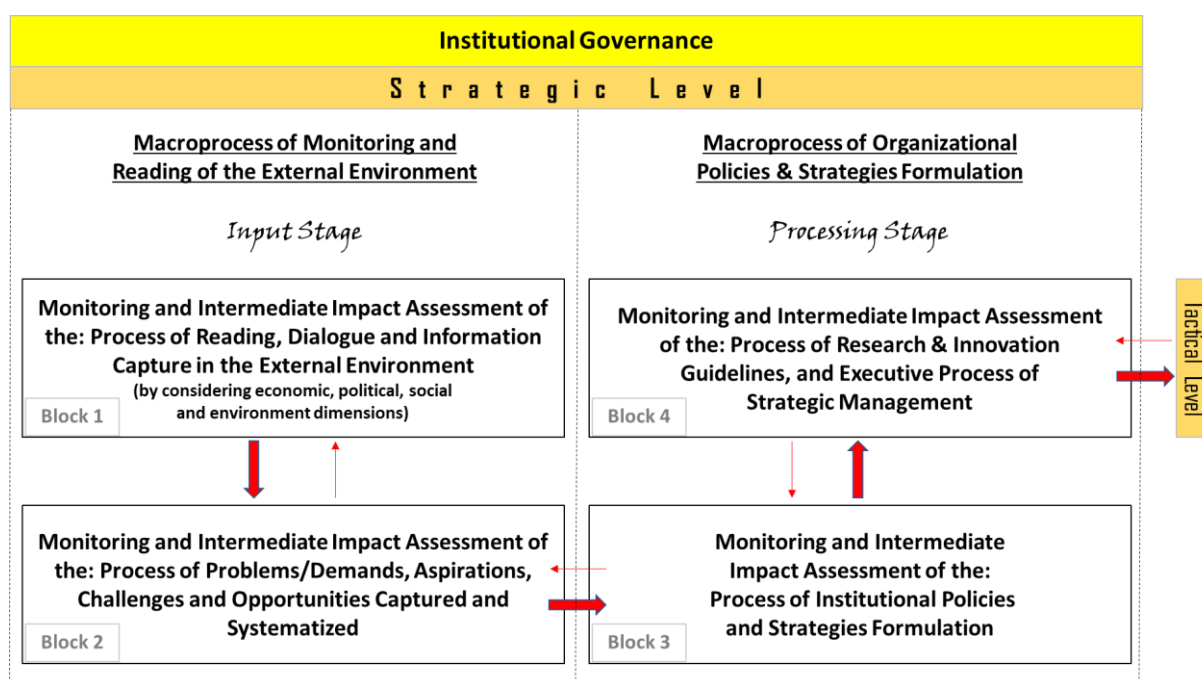 Institutional Governance
Strategic Level
Macroprocess of Monitoring and
Reading of the External Environment
Input Stage
Monitoring and Intermediate Impact Assessment of
the: Process of Reading, Dialogue and Information
Capture in the External Environment
(by considering economic, political, social
and environment dimensions)
Block 1
Monitoring and Intermediate Impact Assessment of
the: Process of Problems/Demands, Aspirations,
Challenges and Opportunities Captured and
Systematized
Block 2
Macroprocess of Organizational
Policies & Strategies Formulation
Processing Stage
Monitoring and Intermediate Impact Assessment
of the: Process of Research & Innovation
Guidelines, and Executive Process of
Strategic Management
Block 4
Monitoring and Intermediate
Impact Assessment of the:
Process of Institutional Policies
and Strategies Formulation
Block 3
Tactical Level